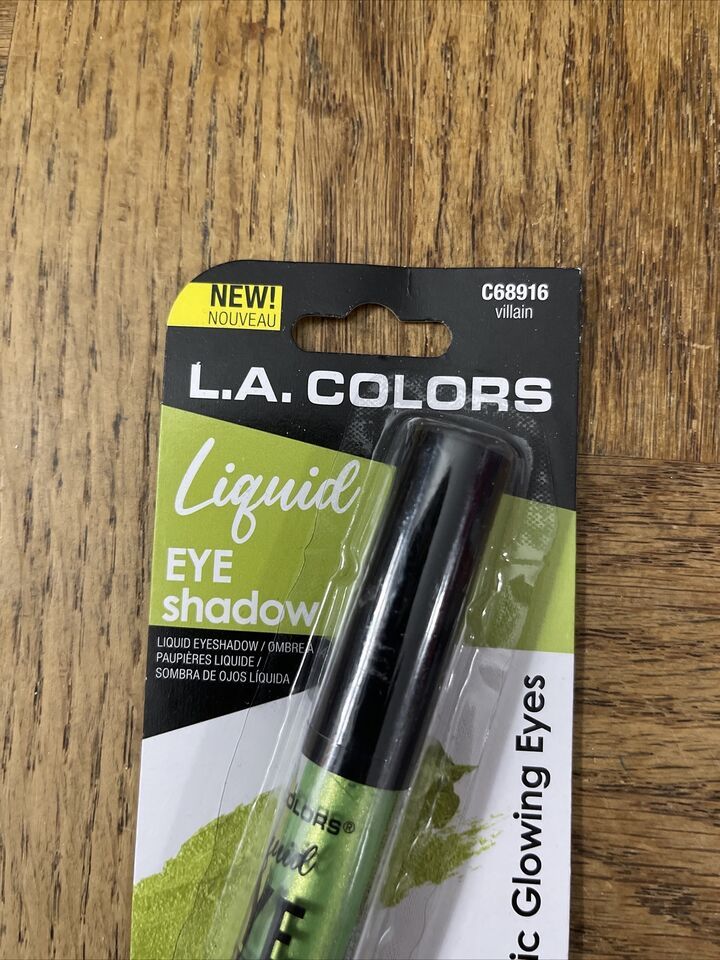 NEW!
NOUVEAU
C68916
villain
L.A. COLORS
Liquid
EYE
shadow
LIQUID EYESHADOW / OMBRE À
PAUPIÈRES LIQUIDE /
SOMBRA DE OJOS LÍQUIDA
Glowing Eyes